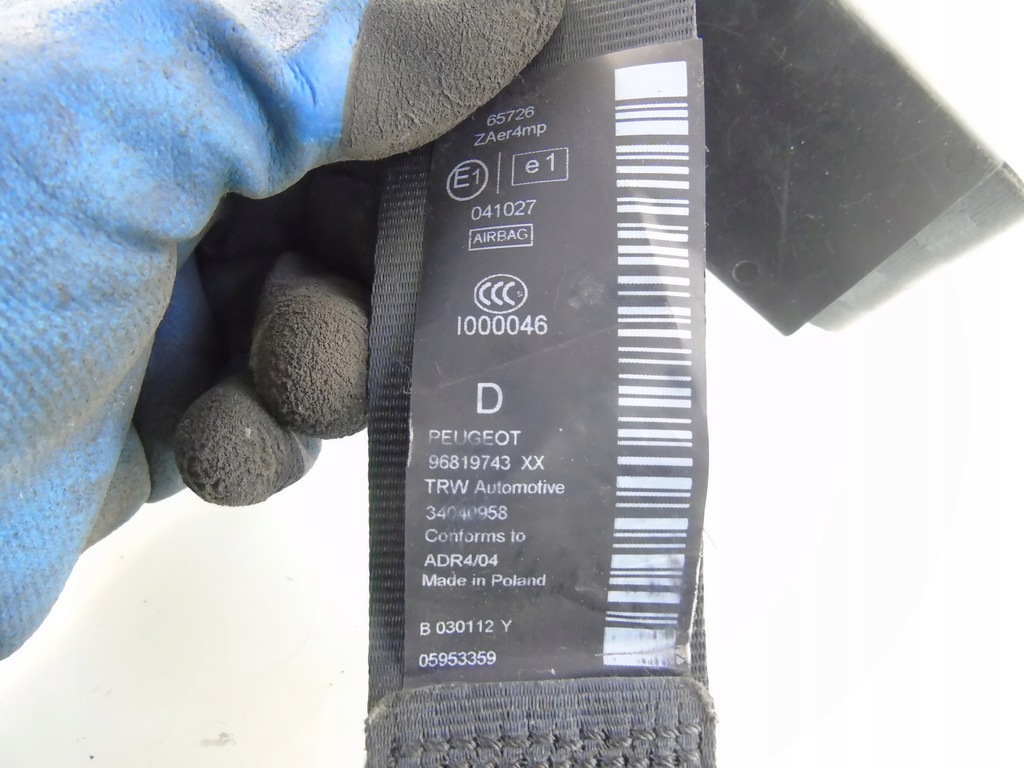 65726
ZAer4mp
E1 e1
041027
AIRBAG
CCC S
I000046
D
PEUGEOT
96819743 XX
TRW Automotive
34040958
Conforms to
ADR4/04
Made in Poland
B 030112 Y
05953359